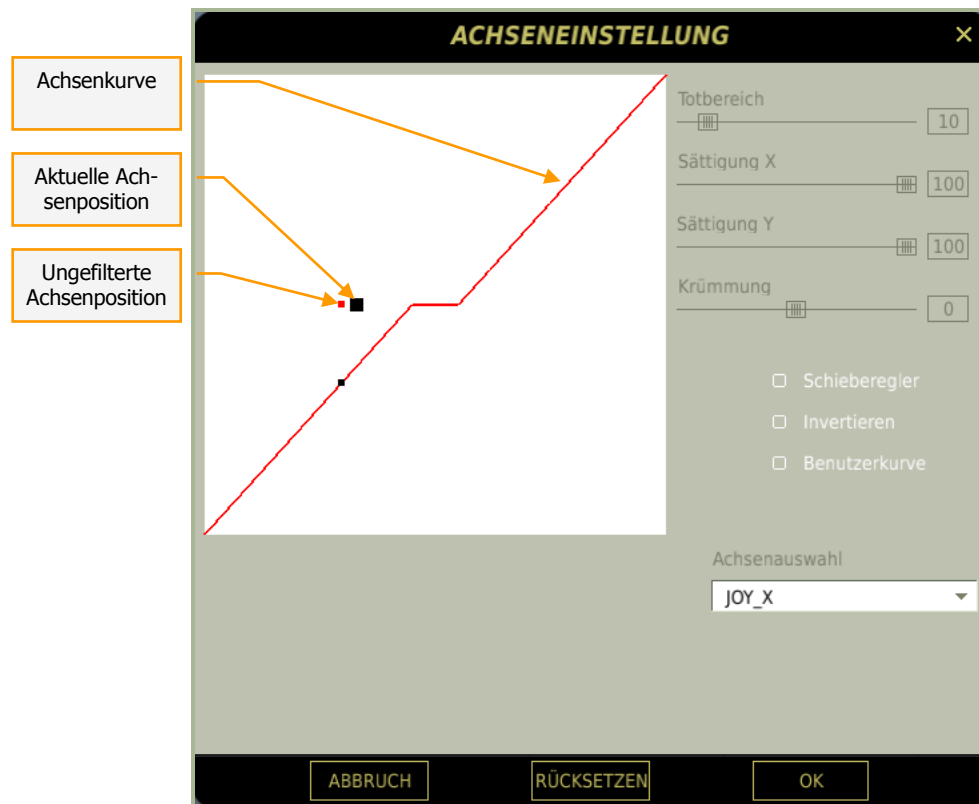 ACHSENEINSTELLUNG
Achsenkurve
Aktuelle Ach-
senposition
Ungefilterte
Achsenposition
Totbereich
10
Sättigung X
100
Sättigung Y
100
Krümmung
0
Schieberegler
Invertieren
Benutzerkurve
Achsenauswahl
JOY_X
ABBRUCH
RÜCKSETZEN
OK